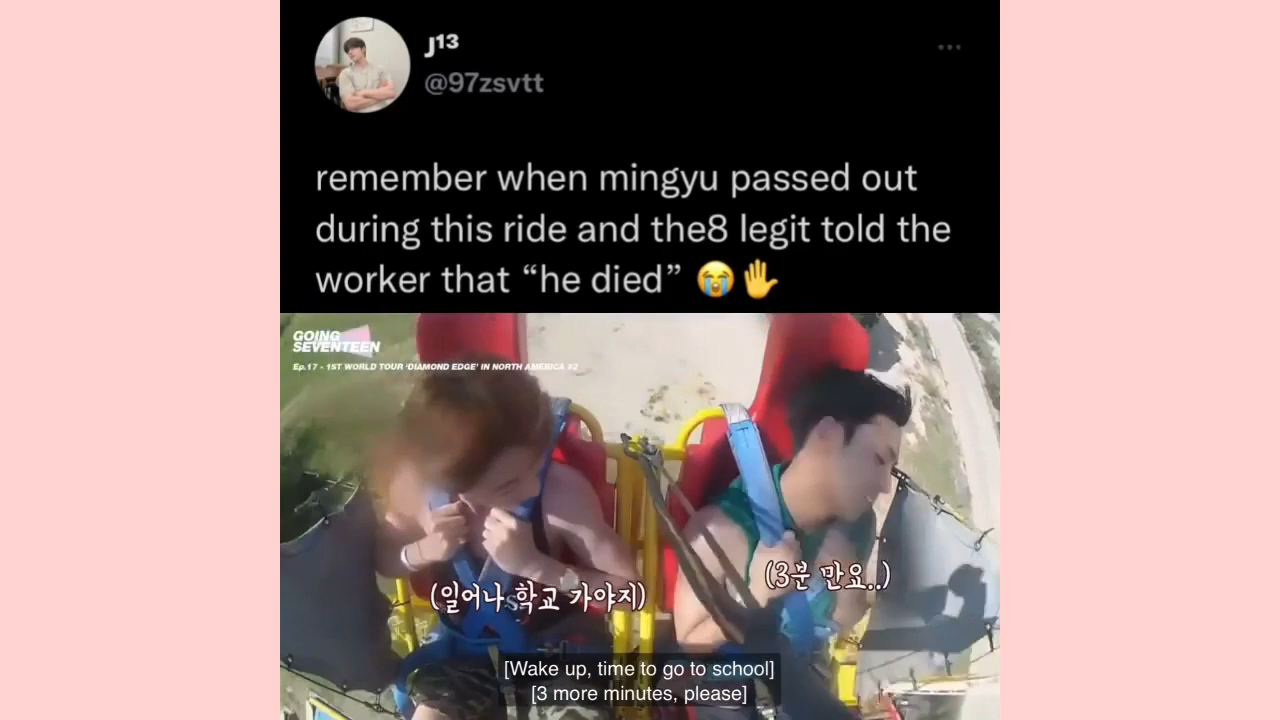 J¹³
@97zsvtt
remember when mingyu passed out
during this ride and the8 legit told the
worker that “he died” 😭✋
GOING
SEVENTEEN
Ep.17 - 1ST WORLD TOUR 'DIAMOND EDGE' IN NORTH AMERICA #2
(3분 만요..)
(일어나 학교 가야지)
[Wake up, time to go to school]
[3 more minutes, please]